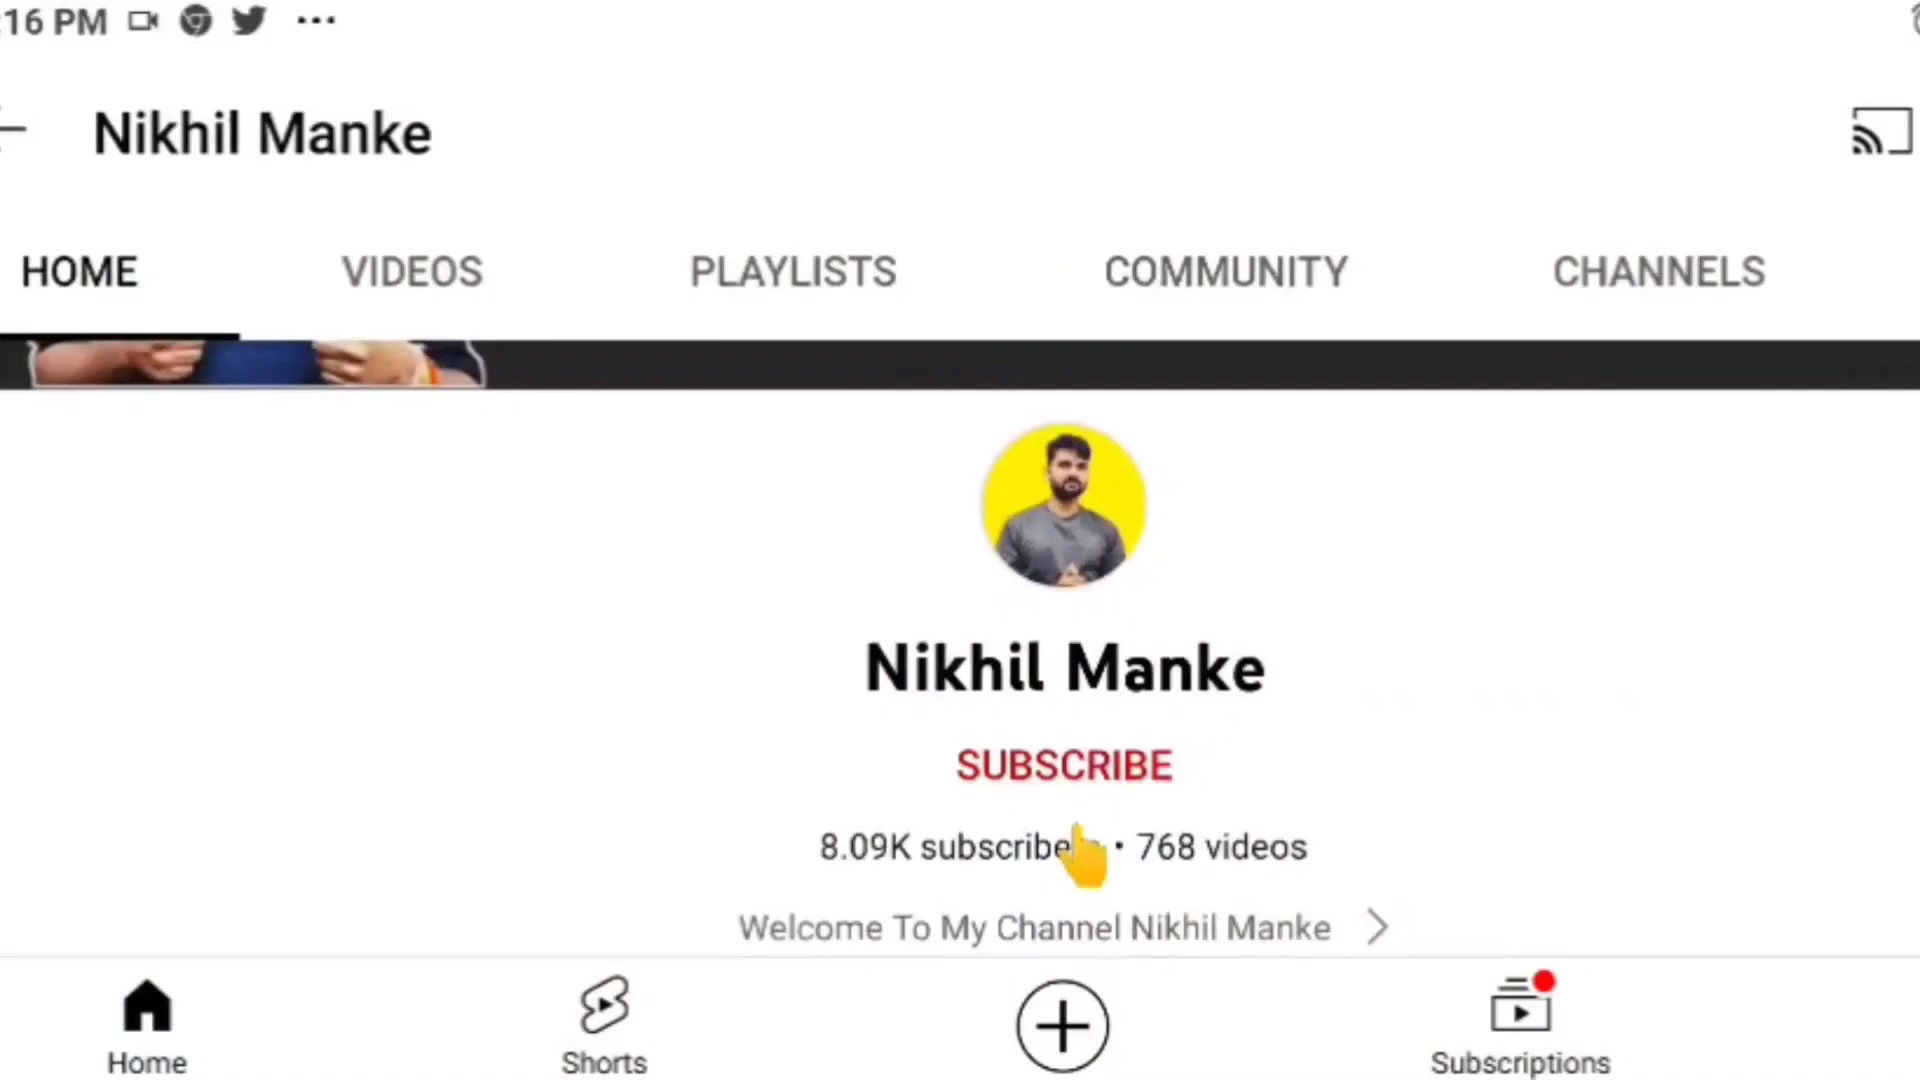 :16 PM
Nikhil Manke
HOME VIDEOS PLAYLISTS COMMUNITY CHANNELS
Nikhil Manke
SUBSCRIBE
8.09K subscribe • 768 videos
Welcome To My Channel Nikhil Manke
Home Shorts Subscriptions